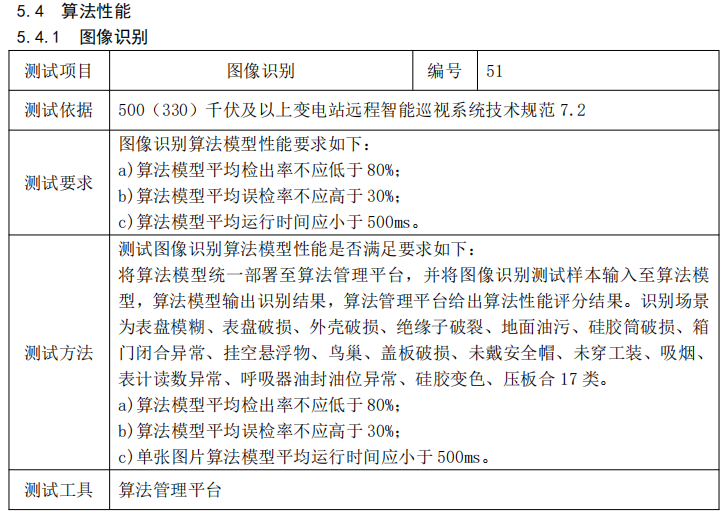 5.4 算法性能
5.4.1 图像识别
测试项目 图像识别 编号 51
测试依据 500（330）千伏及以上变电站远程智能巡视系统技术规范 7.2
测试要求
图像识别算法模型性能要求如下：
a)算法模型平均检出率不应低于 80%；
b)算法模型平均误检率不应高于 30%；
c)算法模型平均运行时间应小于 500ms。
测试方法
测试图像识别算法模型性能是否满足要求如下：
将算法模型统一部署至算法管理平台，并将图像识别测试样本输入至算法模
型，算法模型输出识别结果，算法管理平台给出算法性能评分结果。识别场景
为表盘模糊、表盘破损、外壳破损、绝缘子破裂、地面油污、硅胶筒破损、箱
门闭合异常、挂空悬浮物、鸟巢、盖板破损、未戴安全帽、未穿工装、吸烟、
表计读数异常、呼吸器油封油位异常、硅胶变色、压板合 17 类。
a)算法模型平均检出率不应低于 80%；
b)算法模型平均误检率不应高于 30%；
c)单张图片算法模型平均运行时间应小于 500ms。
测试工具 算法管理平台